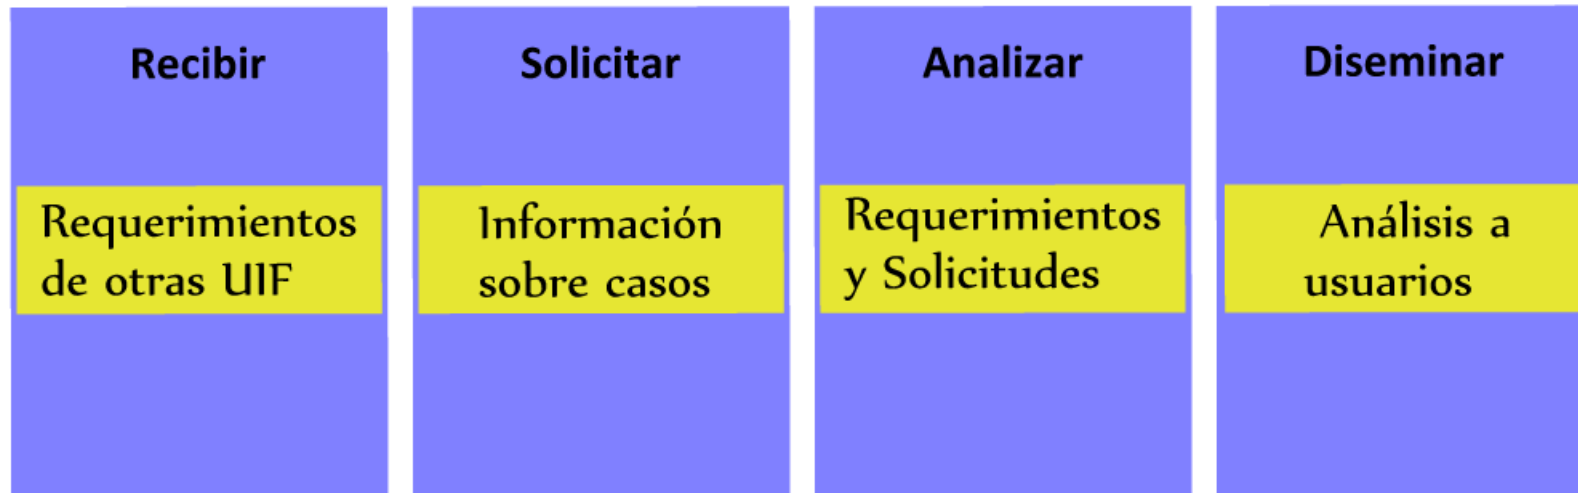 Recibir
Requerimientos
de otras UIF
Solicitar
Información
sobre casos
Analizar
Requerimientos
y Solicitudes
Diseminar
Análisis a
usuarios